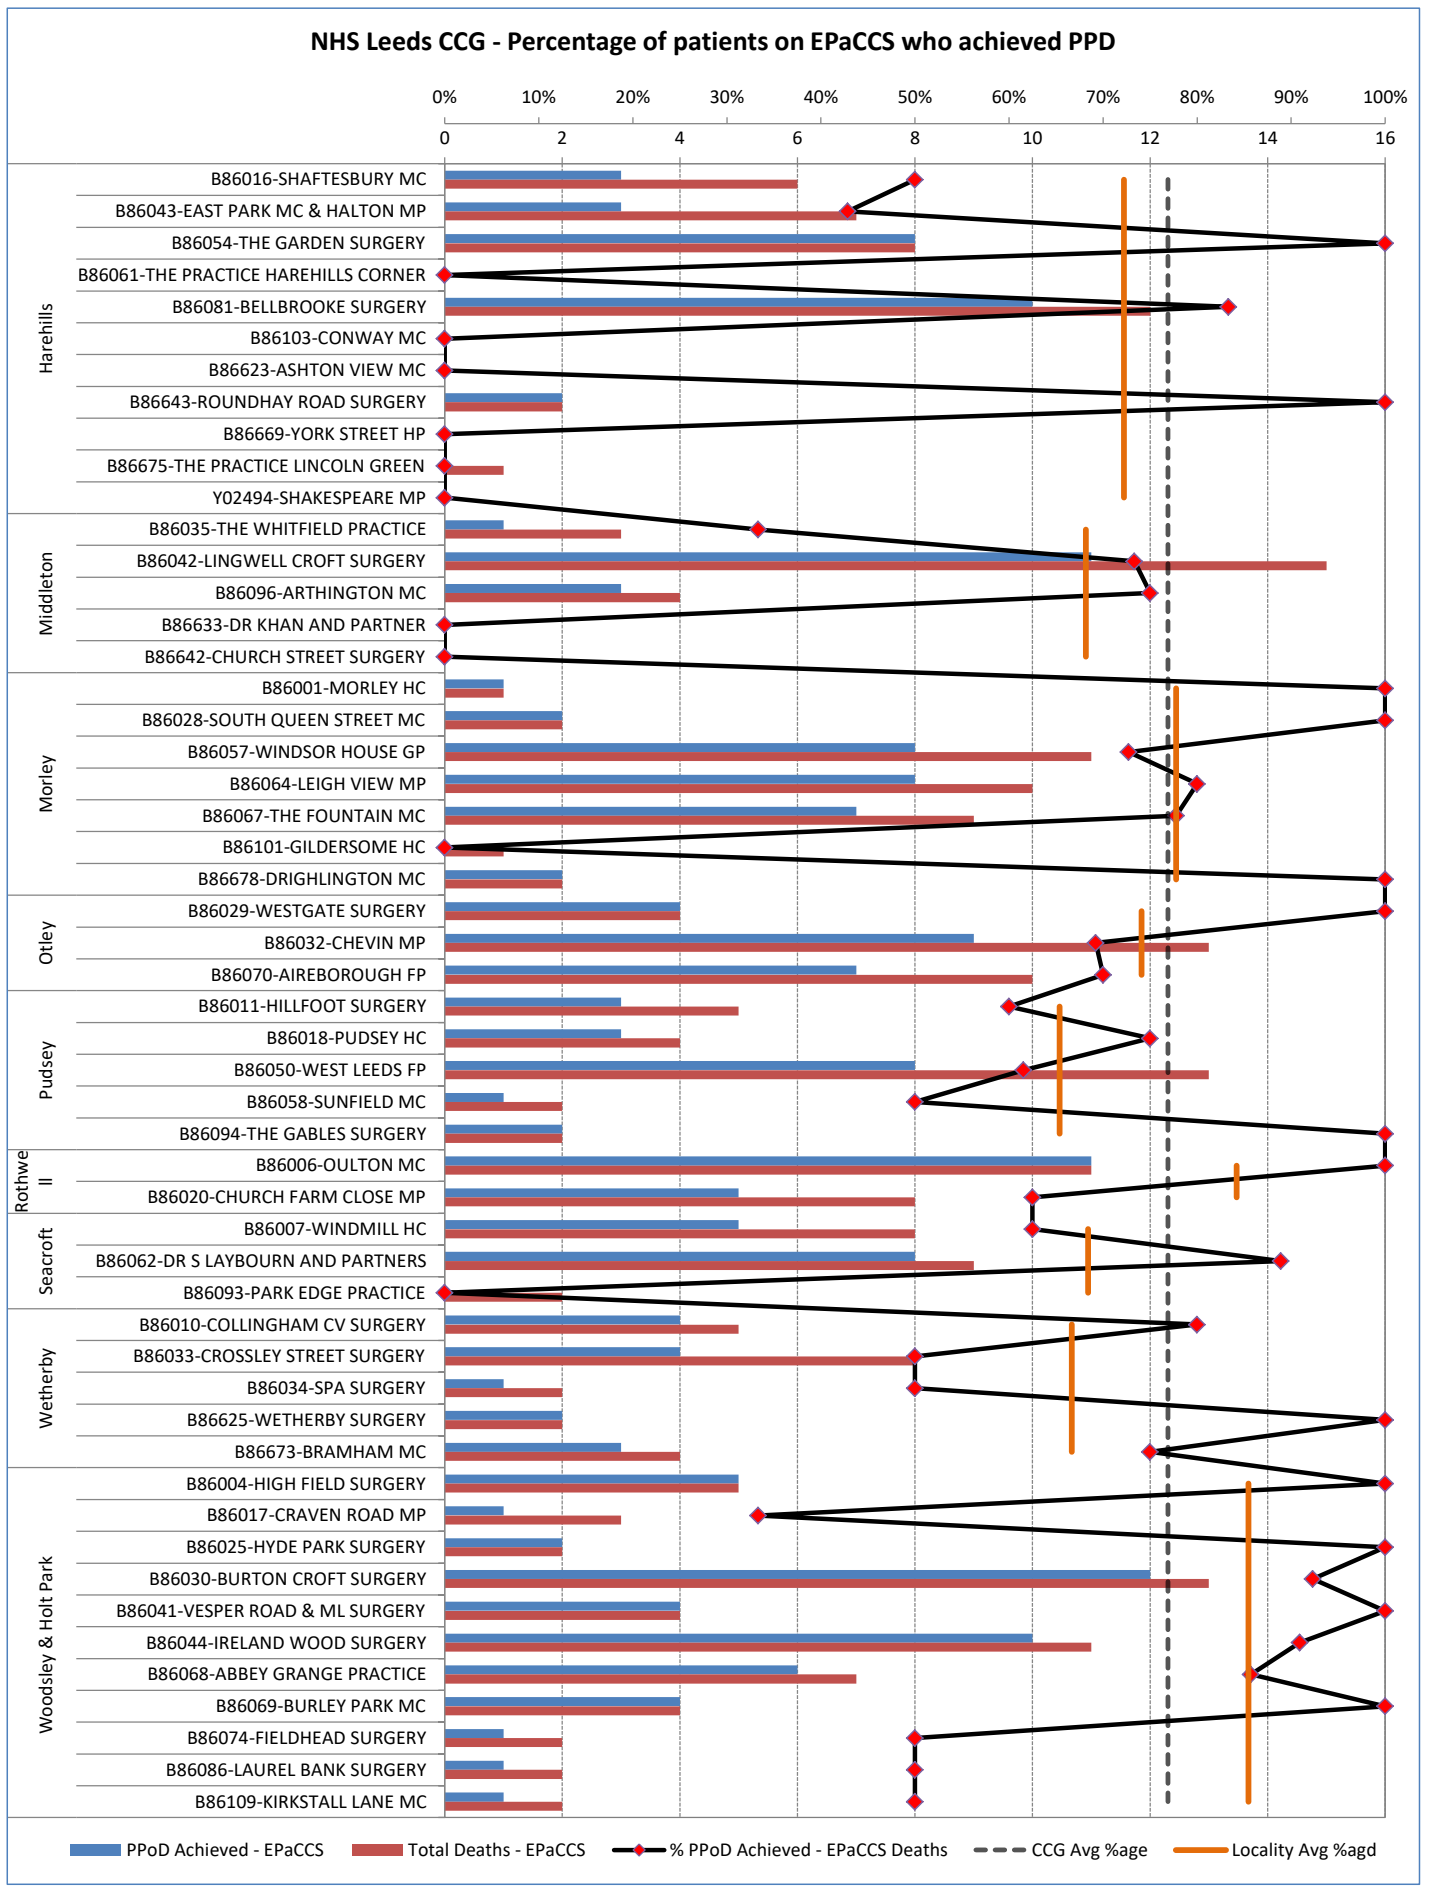 NHS Leeds CCG - Percentage of patients on EPaCCS who achieved PPD
0% 10% 20% 30% 40% 50% 60% 70% 80% 90% 100%
0 2 4 6 8 10 12 14 16
Harehills
B86016-SHAFTESBURY MC
B86043-EAST PARK MC & HALTON MP
B86054-THE GARDEN SURGERY
B86061-THE PRACTICE HAREHILLS CORNER
B86081-BELLBROOKE SURGERY
B86103-CONWAY MC
B86623-ASHTON VIEW MC
B86643-ROUNDHAY ROAD SURGERY
B86669-YORK STREET HP
B86675-THE PRACTICE LINCOLN GREEN
Y02494-SHAKESPEARE MP
Middleton
B86035-THE WHITFIELD PRACTICE
B86042-LINGWELL CROFT SURGERY
B86096-ARTHINGTON MC
B86633-DR KHAN AND PARTNER
B86642-CHURCH STREET SURGERY
Morley
B86001-MORLEY HC
B86028-SOUTH QUEEN STREET MC
B86057-WINDSOR HOUSE GP
B86064-LEIGH VIEW MP
B86067-THE FOUNTAIN MC
B86101-GILDERSOME HC
B86678-DRIGHLINGTON MC
Otley
B86029-WESTGATE SURGERY
B86032-CHEVIN MP
B86070-AIREBOROUGH FP
Pudsey
B86011-HILLFOOT SURGERY
B86018-PUDSEY HC
B86050-WEST LEEDS FP
B86058-SUNFIELD MC
B86094-THE GABLES SURGERY
Rothwe
ll
B86006-OULTON MC
B86020-CHURCH FARM CLOSE MP
Seacroft
B86007-WINDMILL HC
B86062-DR S LAYBOURN AND PARTNERS
B86093-PARK EDGE PRACTICE
Wetherby
B86010-COLLINGHAM CV SURGERY
B86033-CROSSLEY STREET SURGERY
B86034-SPA SURGERY
B86625-WETHERBY SURGERY
B86673-BRAMHAM MC
Woodsley & Holt Park
B86004-HIGH FIELD SURGERY
B86017-CRAVEN ROAD MP
B86025-HYDE PARK SURGERY
B86030-BURTON CROFT SURGERY
B86041-VESPER ROAD & ML SURGERY
B86044-IRELAND WOOD SURGERY
B86068-ABBEY GRANGE PRACTICE
B86069-BURLEY PARK MC
B86074-FIELDHEAD SURGERY
B86086-LAUREL BANK SURGERY
B86109-KIRKSTALL LANE MC
PPoD Achieved - EPaCCS Total Deaths - EPaCCS % PPoD Achieved - EPaCCS Deaths CCG Avg %age Locality Avg %agd